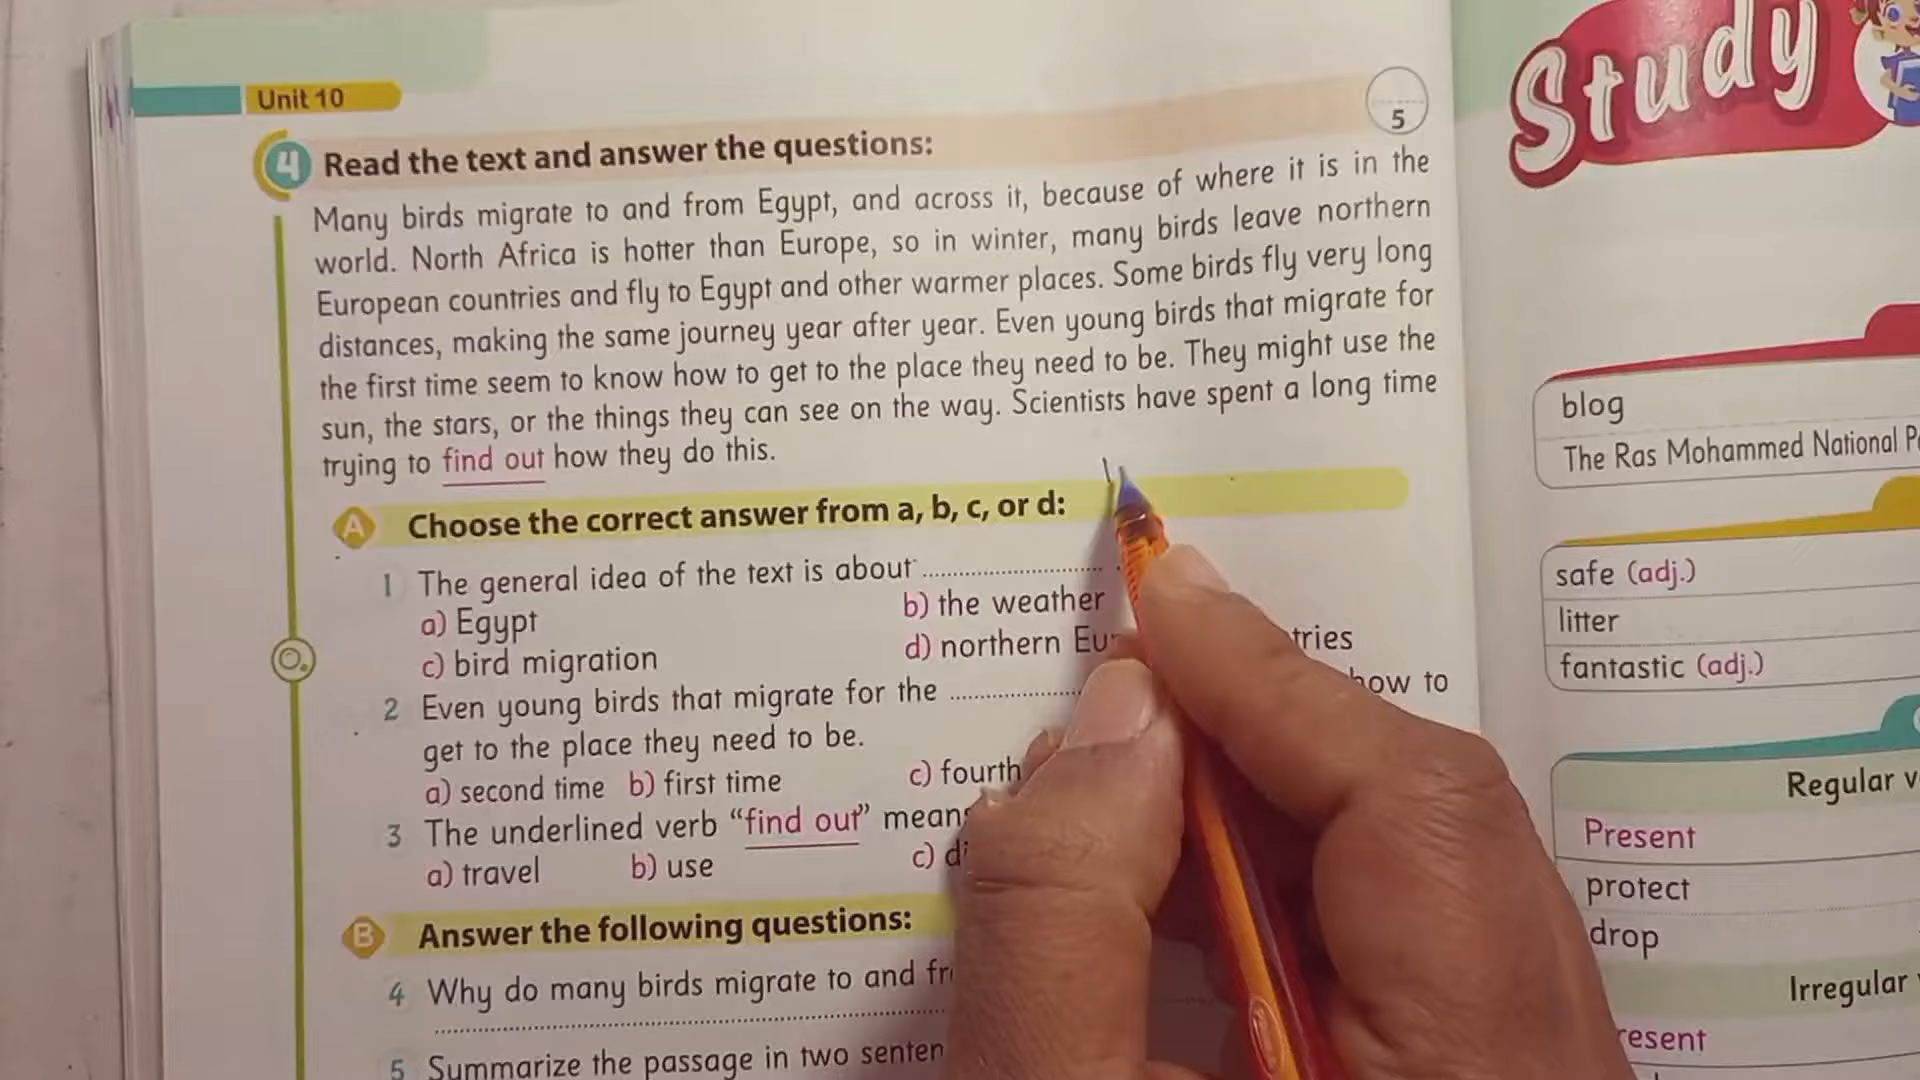 Unit 10
5
4 Read the text and answer the questions:
Many birds migrate to and from Egypt, and across it, because of where it is in the
world. North Africa is hotter than Europe, so in winter, many birds leave northern
European countries and fly to Egypt and other warmer places. Some birds fly very long
distances, making the same journey year after year. Even young birds that migrate for
the first time seem to know how to get to the place they need to be. They might use the
sun, the stars, or the things they can see on the way. Scientists have spent a long time
trying to find out how they do this.
A Choose the correct answer from a, b, c, or d:
1 The general idea of the text is about ....................
a) Egypt b) the weather
c) bird migration d) northern
2 Even young birds that migrate for the .................... how to
get to the place they need to be.
a) second time b) first time c) fourth
3 The underlined verb “find out”
a) travel b) use c)
B Answer the following questions:
4 Why do many birds migrate to and
5 Summarize the passage in two
Study
blog
The Ras Mohammed National
safe (adj.)
litter
fantastic (adj.)
Regular
Present
protect
drop
Irregular